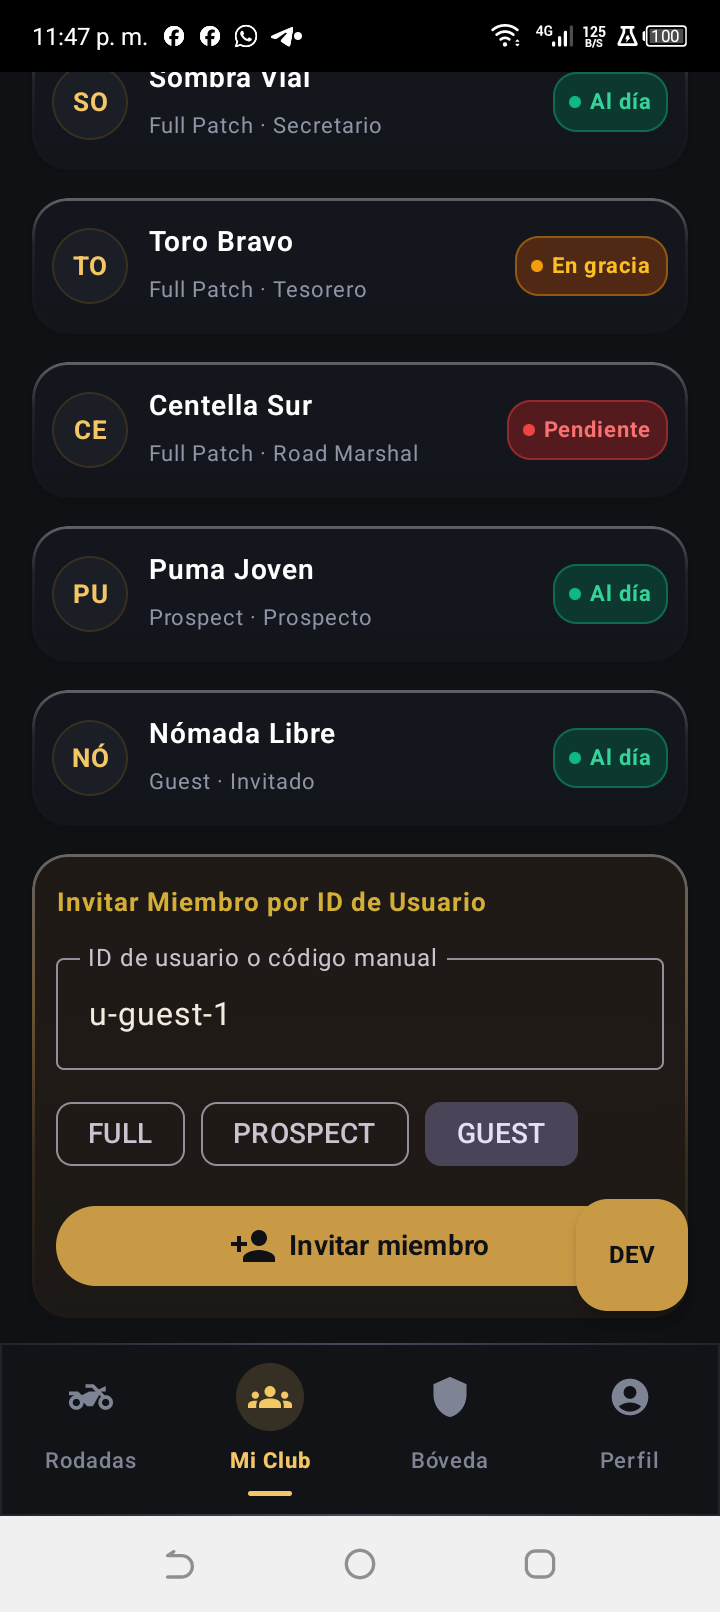 11:47 p. m. 4G 125 B/S 100
Sombra Vial
SO
Full Patch · Secretario
Al día
Toro Bravo
TO
Full Patch · Tesorero
En gracia
Centella Sur
CE
Full Patch · Road Marshal
Pendiente
Puma Joven
PU
Prospect · Prospecto
Al día
Nómada Libre
NÓ
Guest · Invitado
Al día
Invitar Miembro por ID de Usuario
ID de usuario o código manual
u-guest-1
FULL PROSPECT GUEST
Invitar miembro
DEV
Rodadas Mi Club Bóveda Perfil